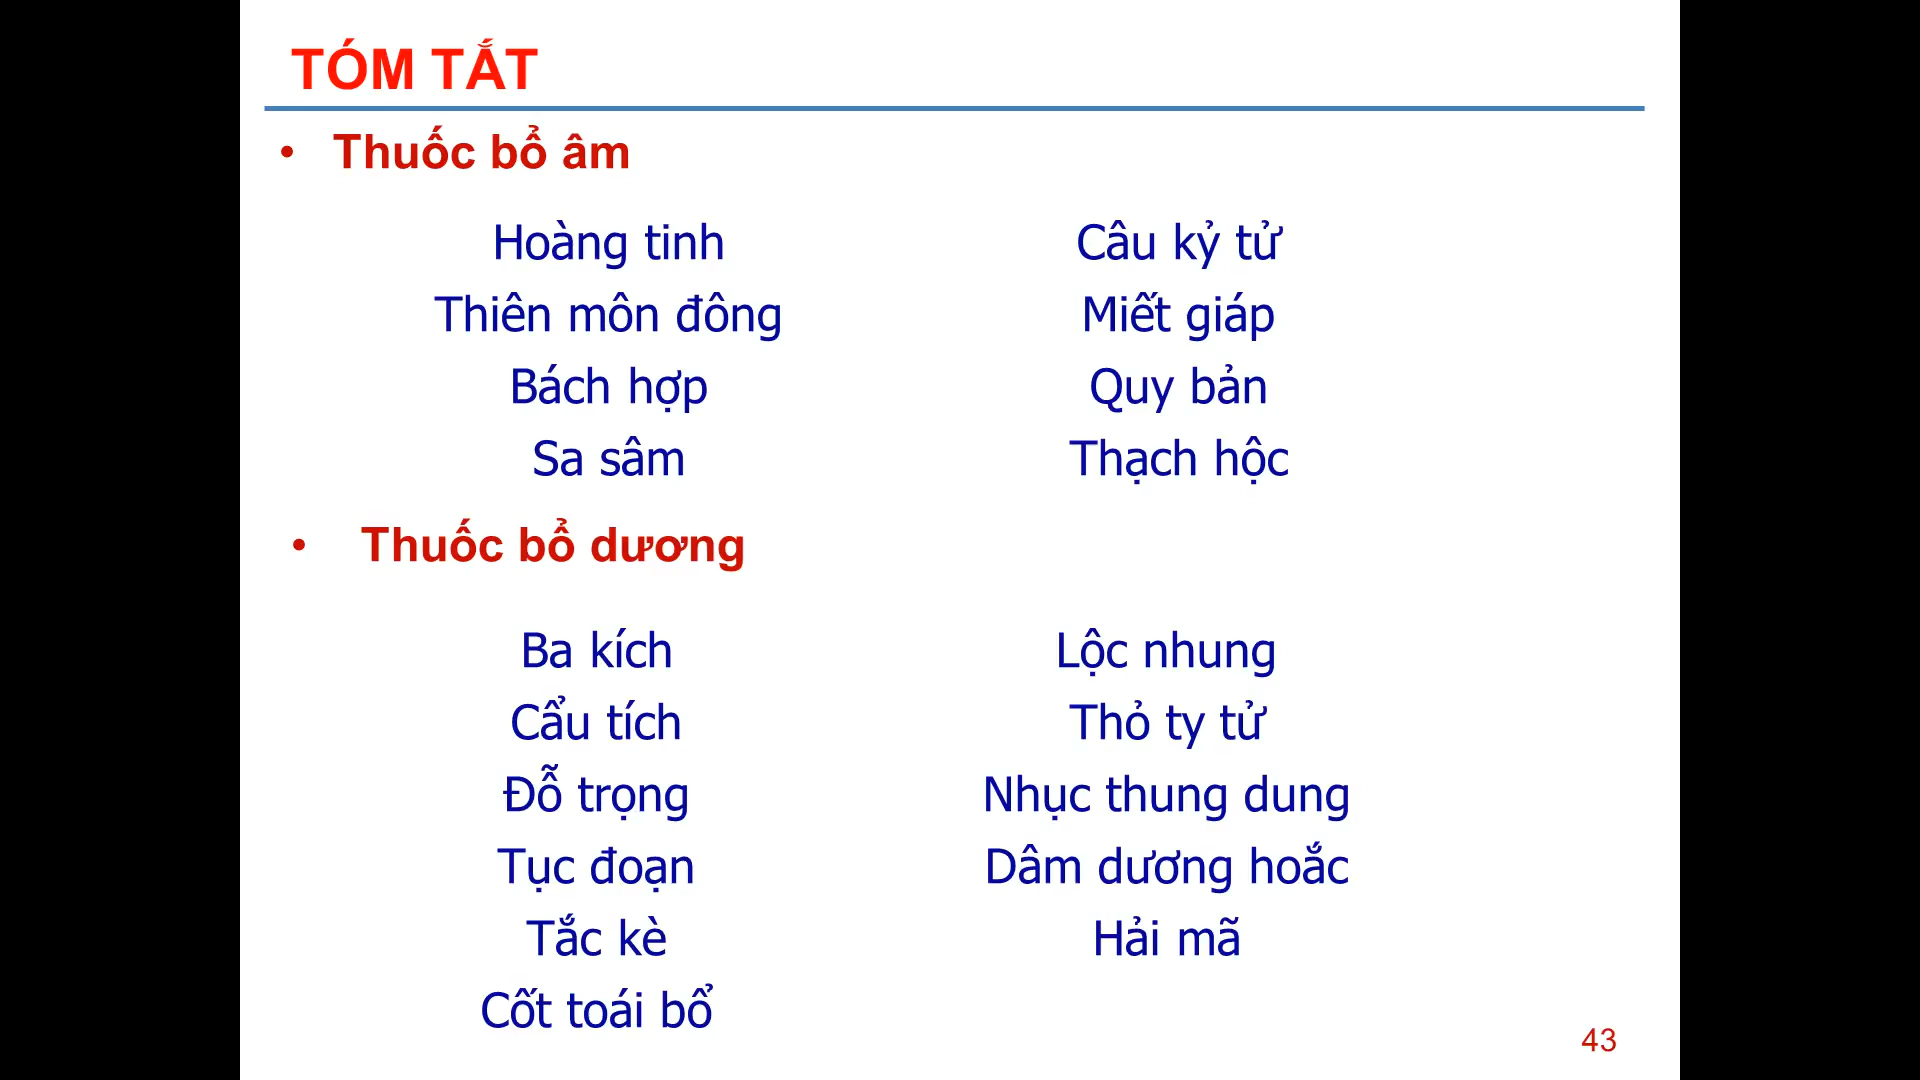 TÓM TẮT
• Thuốc bổ âm
Hoàng tinh Câu kỷ tử
Thiên môn đông Miết giáp
Bách hợp Quy bản
Sa sâm Thạch hộc
• Thuốc bổ dương
Ba kích Lộc nhung
Cẩu tích Thỏ ty tử
Đỗ trọng Nhục thung dung
Tục đoạn Dâm dương hoắc
Tắc kè Hải mã
Cốt toái bổ
43